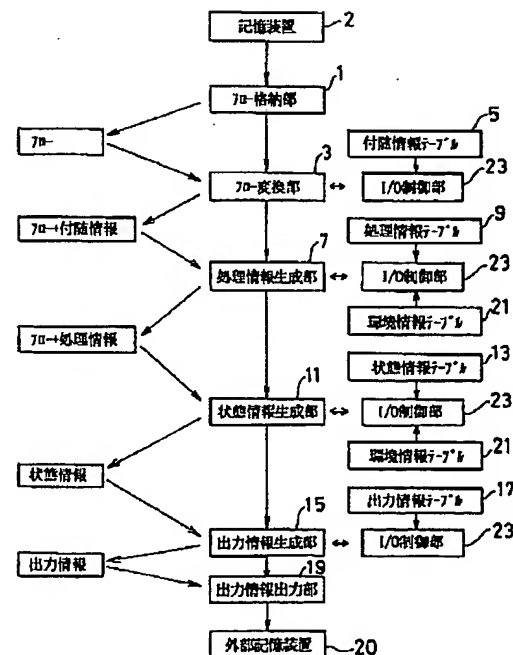 記憶装置
2
1
ﾌﾛｰ格納部
5
ﾌﾛｰ
付随情報ﾃｰﾌﾞﾙ
3
23
ﾌﾛｰ変換部
I/O制御部
9
ﾌﾛｰ→付随情報
処理情報ﾃｰﾌﾞﾙ
7
23
処理情報生成部
I/O制御部
21
ﾌﾛｰ→処理情報
環境情報ﾃｰﾌﾞﾙ
13
状態情報ﾃｰﾌﾞﾙ
11
23
状態情報生成部
I/O制御部
環境情報ﾃｰﾌﾞﾙ
21
状態情報
17
15
出力情報ﾃｰﾌﾞﾙ
23
出力情報生成部
I/O制御部
出力情報
19
出力情報出力部
外部記憶装置
20